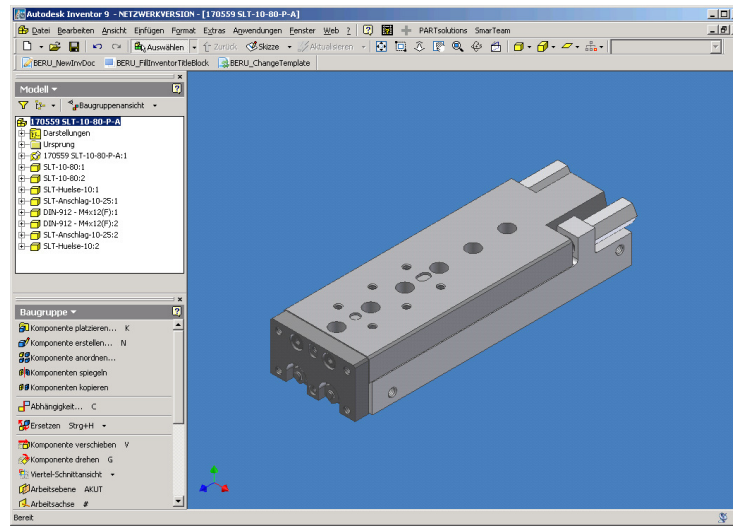 Autodesk Inventor 9 - NETZWERKVERSION - [170559 SLT-10-80-P-A]
Datei Bearbeiten Ansicht Einfügen Format Extras Anwendungen Fenster Web ? PARTsolutions SmarTeam
Auswählen Zurück Skizze Aktualisieren
BERU_NewInvDoc BERU_FillInventorTitleBlock BERU_ChangeTemplate
Modell
Baugruppenansicht
170559 SLT-10-80-P-A
Darstellungen
Ursprung
170559 SLT-10-80-P-A:1
SLT-10-80:1
SLT-10-80:2
SLT-Huelse-10:1
SLT-Anschlag-10-25:1
DIN-912 - M4x12(F):1
DIN-912 - M4x12(F):2
SLT-Anschlag-10-25:2
SLT-Huelse-10:2
Baugruppe
Komponente platzieren... K
Komponente erstellen... N
Komponente anordnen...
Komponenten spiegeln
Komponenten kopieren
Abhängigkeit... C
Ersetzen Strg+H
Komponente verschieben V
Komponente drehen G
Viertel-Schnittansicht
Arbeitsebene AKUT
Arbeitsachse #
Bereit